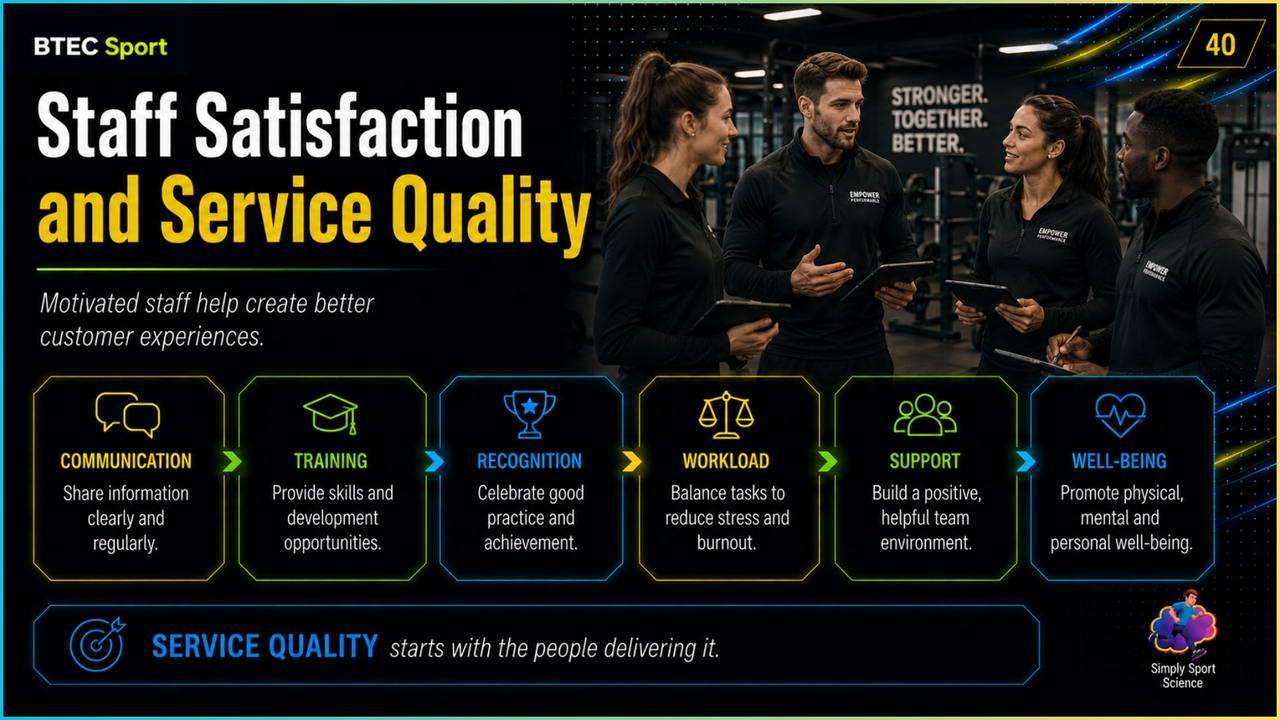 BTEC Sport
40
Staff Satisfaction
and Service Quality
Motivated staff help create better
customer experiences.
STRONGER.
TOGETHER.
BETTER.
EMPOWER
PERFORMANCE
EMPOWER
PERFORMANCE
EMPOWER
PERFORMANCE
COMMUNICATION
Share information
clearly and
regularly.
TRAINING
Provide skills and
development
opportunities.
RECOGNITION
Celebrate good
practice and
achievement.
WORKLOAD
Balance tasks to
reduce stress and
burnout.
SUPPORT
Build a positive,
helpful team
environment.
WELL-BEING
Promote physical,
mental and
personal well-being.
SERVICE QUALITY starts with the people delivering it.
Simply Sport
Science